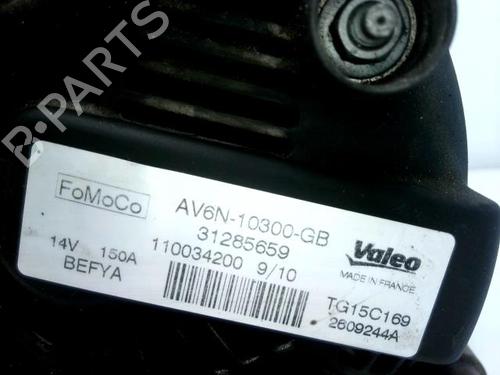 B-PARTS
FoMoCo
AV6N-10300-GB
31285659
14V 150A 110034200 9/10
BEFYA
Valeo
MADE IN FRANCE
TG15C169
2609244A